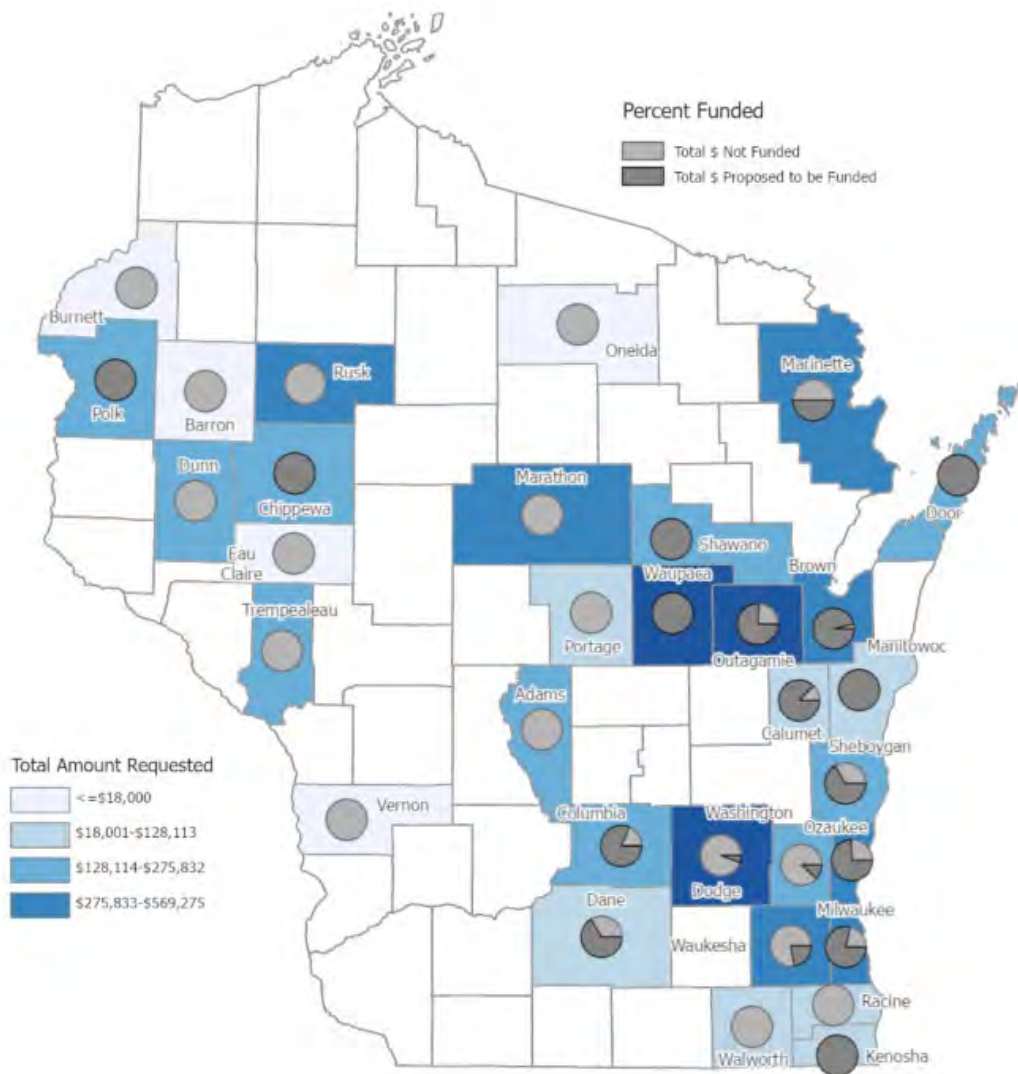 Percent Funded
Total $ Not Funded
Total $ Proposed to be Funded
Burnett
Oneida
Marinette
Rusk
Polk
Barron
Dunn
Chippewa
Marathon
Door
Shawano
Eau
Claire
Waupaca
Brown
Trempealeau
Portage
Outagamie
Manitowoc
Adams
Calumet
Sheboygan
Total Amount Requested
<=$18,000
$18,001-$128,113
$128,114-$275,832
$275,833-$569,275
Vernon
Columbia
Washington
Ozaukee
Dodge
Dane
Milwaukee
Waukesha
Racine
Walworth
Kenosha